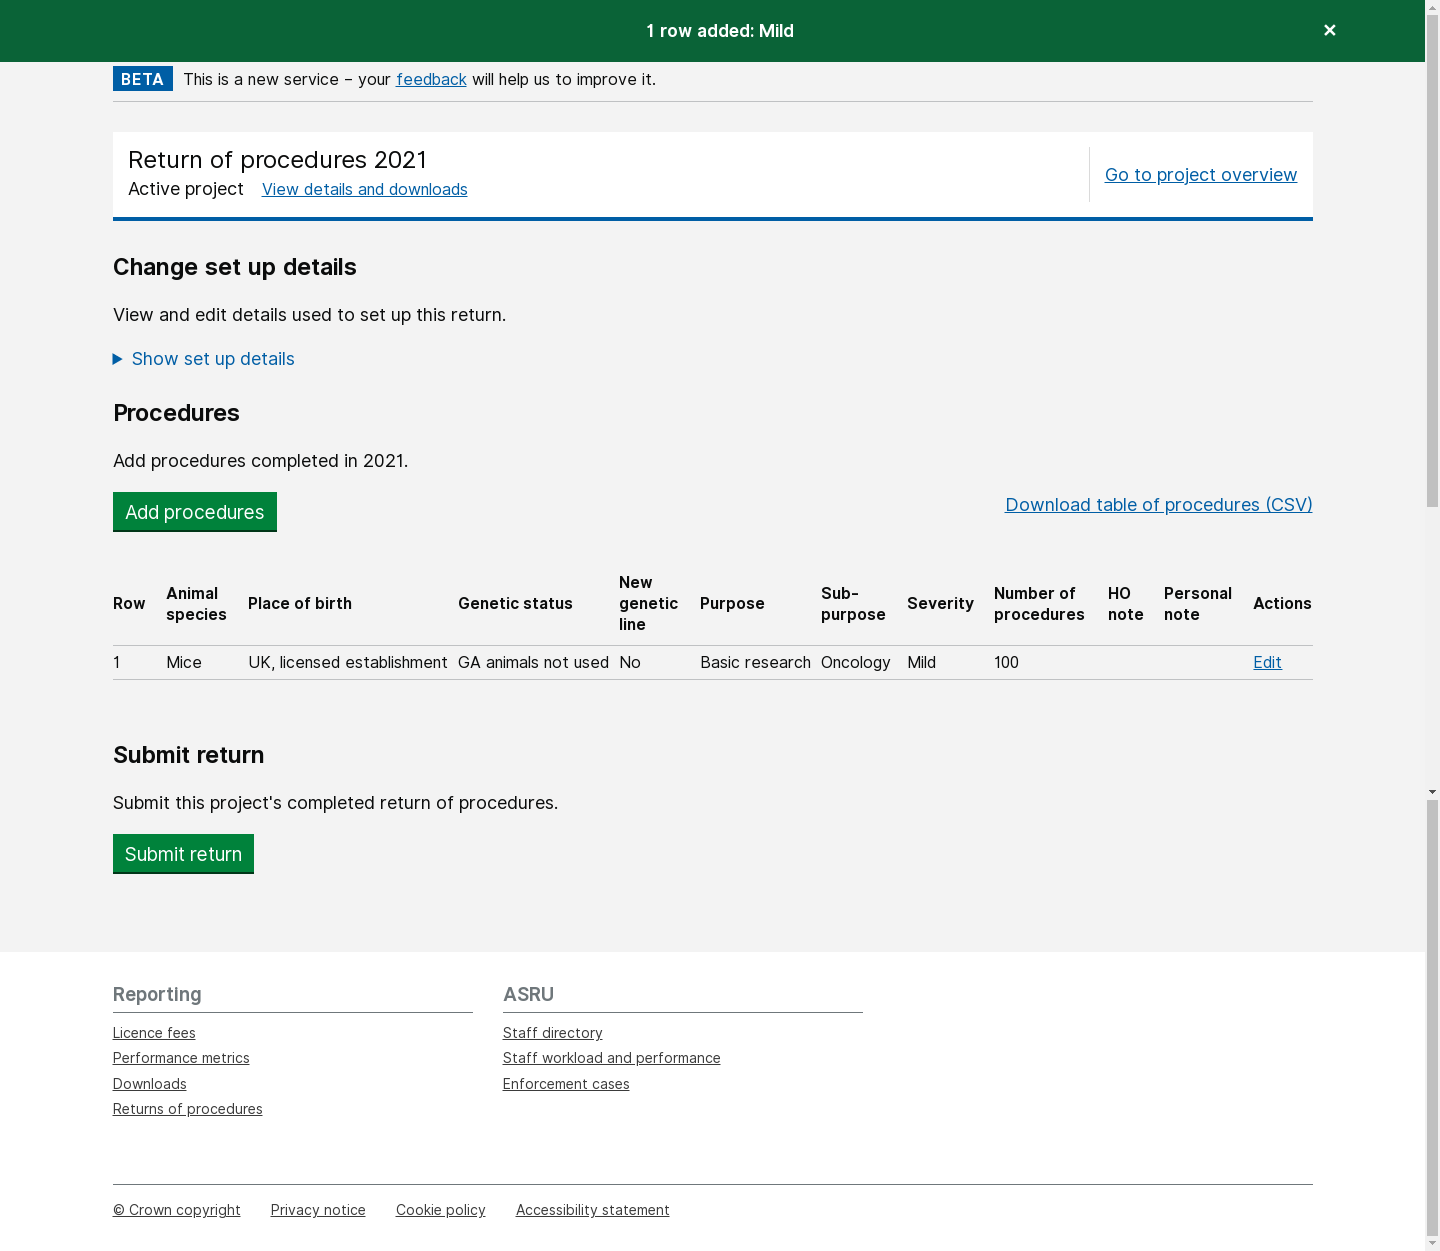 1 row added: Mild ×
BETA This is a new service – your feedback will help us to improve it.
Return of procedures 2021
Active project View details and downloads
Go to project overview
Change set up details
View and edit details used to set up this return.
Show set up details
Procedures
Add procedures completed in 2021.
Add procedures
Download table of procedures (CSV)
Row Animal species Place of birth Genetic status New genetic line Purpose Sub-purpose Severity Number of procedures HO note Personal note Actions
1 Mice UK, licensed establishment GA animals not used No Basic research Oncology Mild 100 Edit
Submit return
Submit this project's completed return of procedures.
Submit return
Reporting
Licence fees
Performance metrics
Downloads
Returns of procedures
ASRU
Staff directory
Staff workload and performance
Enforcement cases
© Crown copyright Privacy notice Cookie policy Accessibility statement